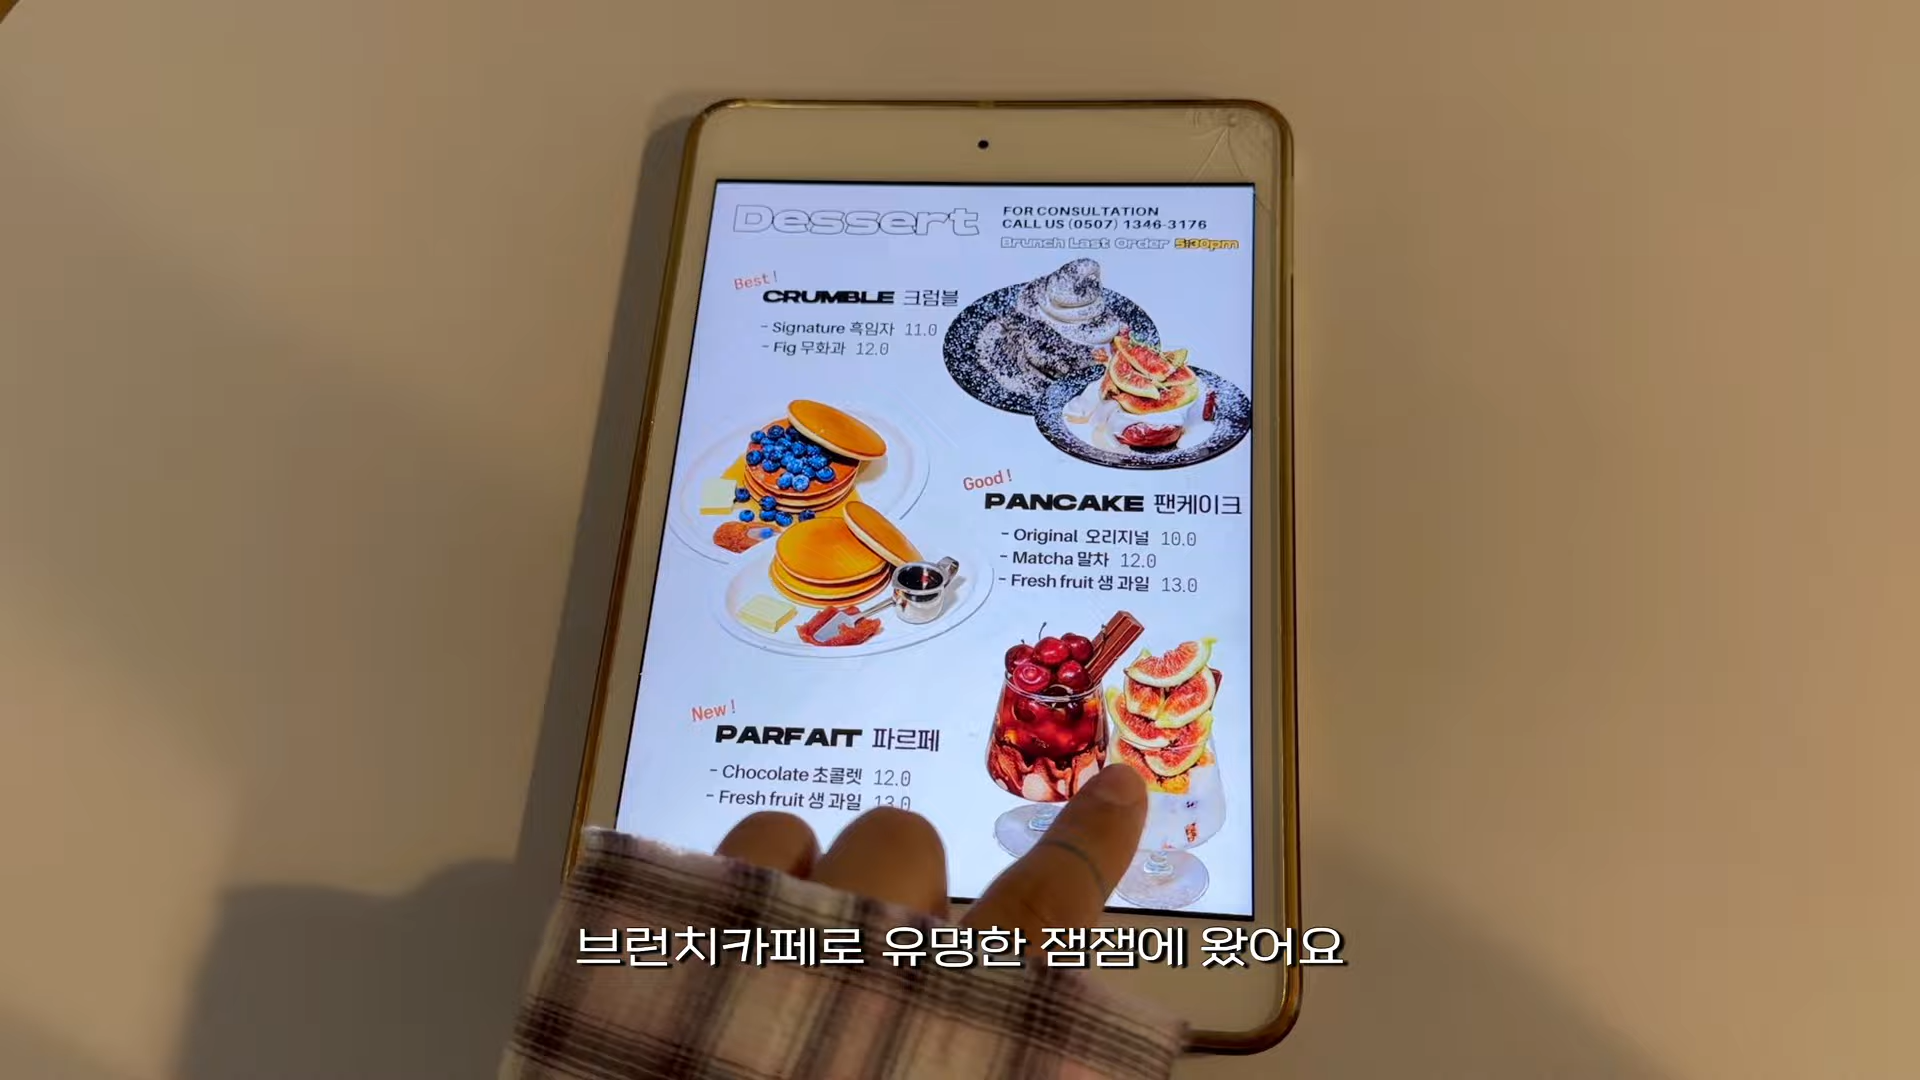 Dessert
FOR CONSULTATION
CALL US (0507) 1346-3176
Brunch Last Order 5:30pm
Best!
CRUMBLE 크럼블
- Signature 흑임자 11.0
- Fig 무화과 12.0
Good!
PANCAKE 팬케이크
- Original 오리지널 10.0
- Matcha 말차 12.0
- Fresh fruit 생 과일 13.0
New!
PARFAIT 파르페
- Chocolate 초콜렛 12.0
- Fresh fruit 생 과일 13.0
브런치카페로 유명한 잼잼에 왔어요